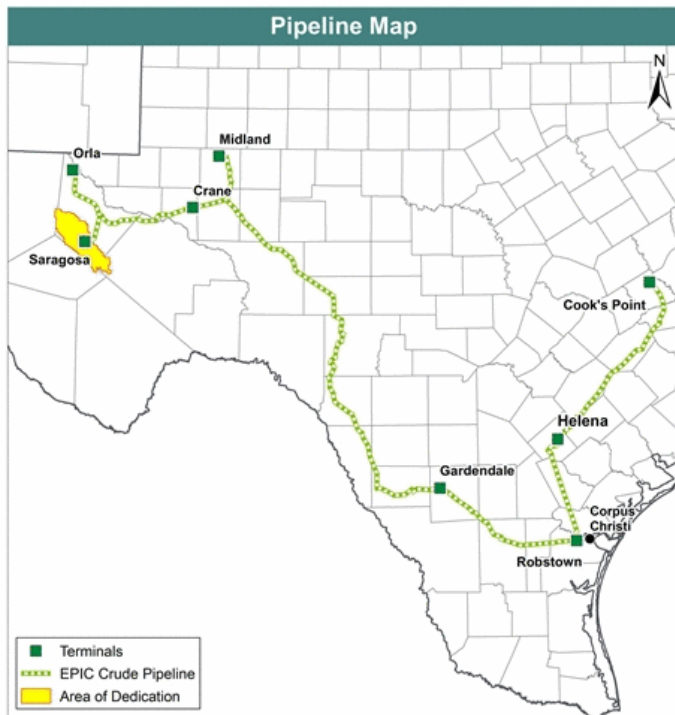 Pipeline Map
N
Midland
Orla
Crane
Saragosa
Cook's Point
Helena
Gardendale
Corpus
Christi
Robstown
Terminals
EPIC Crude Pipeline
Area of Dedication